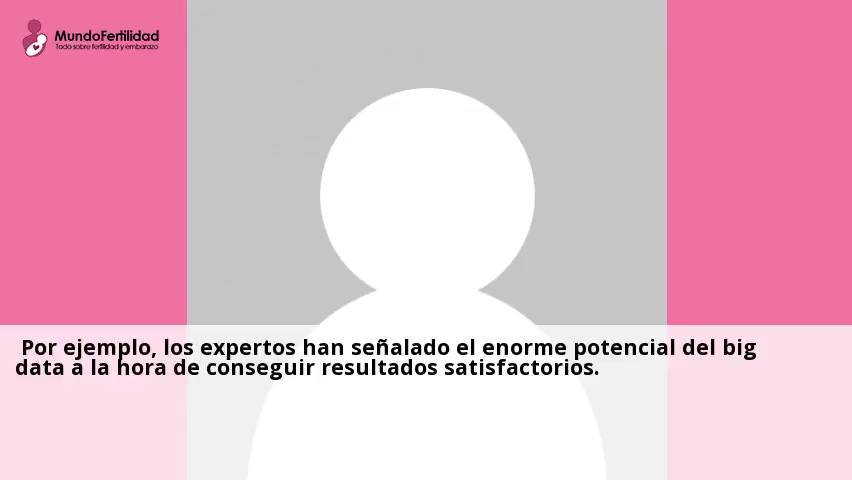 MundoFertilidad
Todo sobre fertilidad y embarazo
Por ejemplo, los expertos han señalado el enorme potencial del big
data a la hora de conseguir resultados satisfactorios.